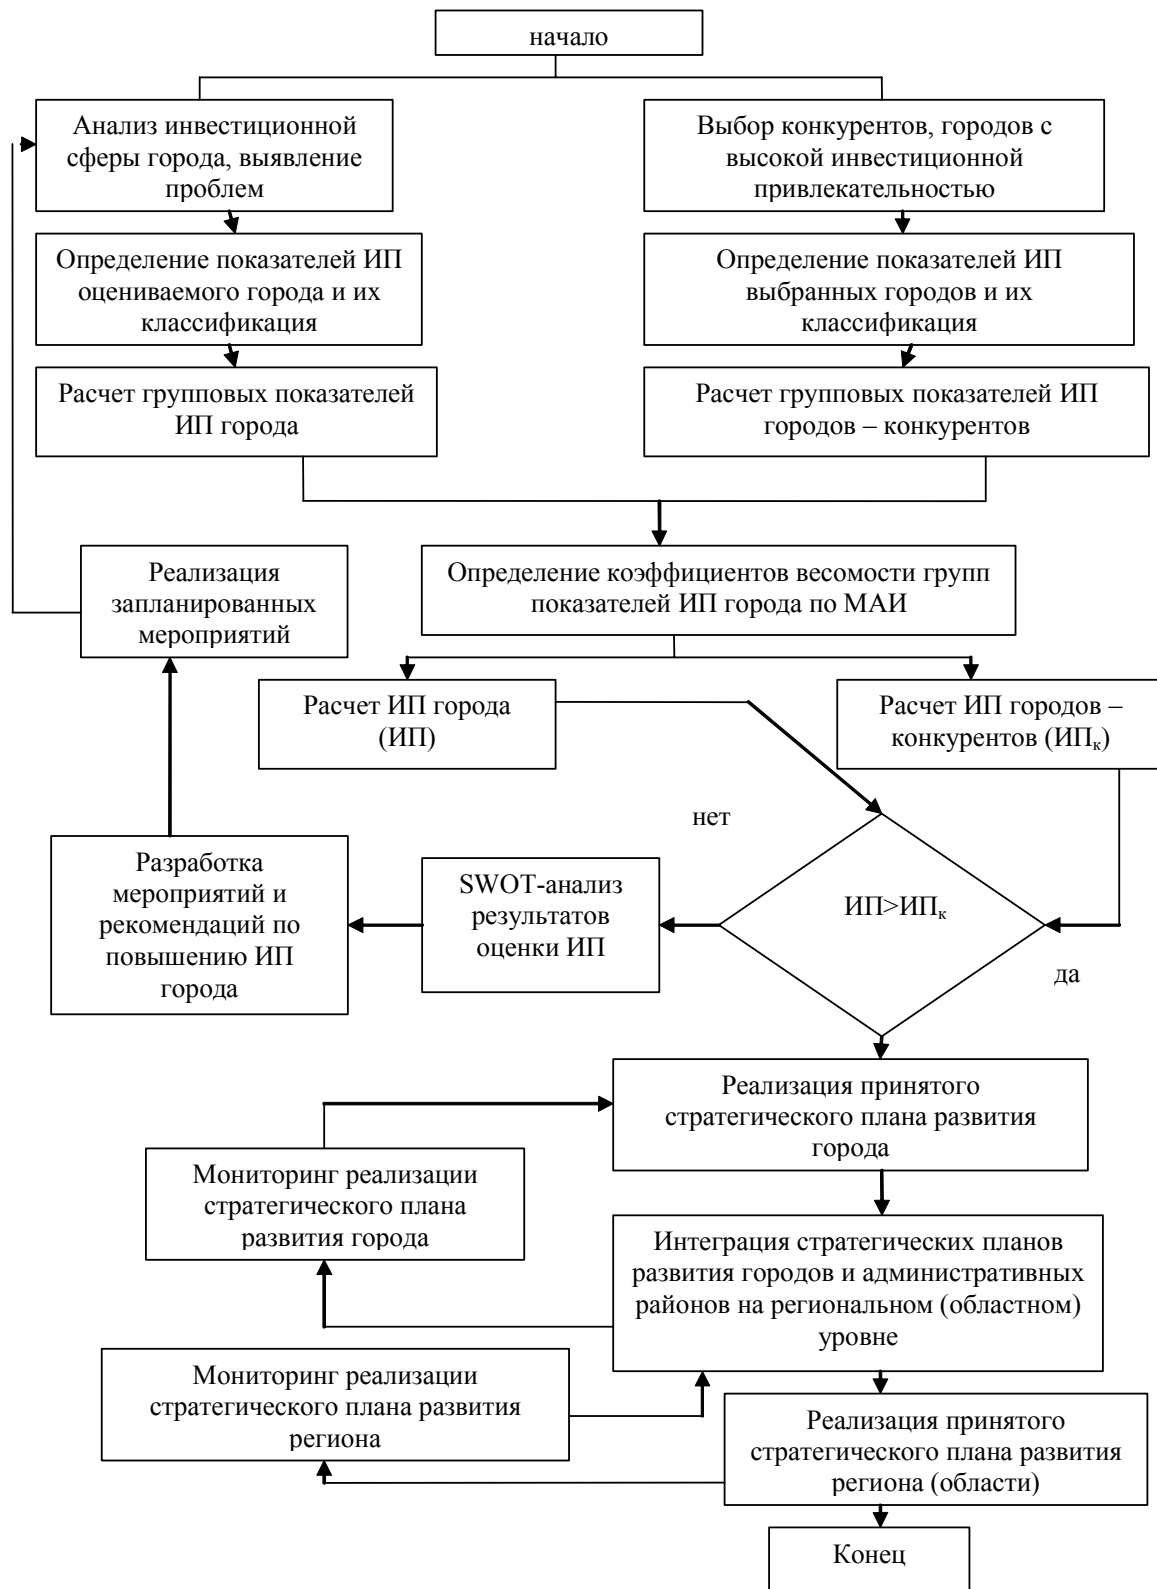 начало
Анализ инвестиционной
сферы города, выявление
проблем
Выбор конкурентов, городов с
высокой инвестиционной
привлекательностью
Определение показателей ИП
оцениваемого города и их
классификация
Определение показателей ИП
выбранных городов и их
классификация
Расчет групповых показателей
ИП города
Расчет групповых показателей ИП
городов – конкурентов
Реализация
запланированных
мероприятий
Определение коэффициентов весомости групп
показателей ИП города по МАИ
Расчет ИП города
(ИП)
Расчет ИП городов –
конкурентов (ИПк)
нет
Разработка
мероприятий и
рекомендаций по
повышению ИП
города
SWOT-анализ
результатов
оценки ИП
ИП>ИПк
да
Реализация принятого
стратегического плана развития
города
Мониторинг реализации
стратегического плана
развития города
Интеграция стратегических планов
развития городов и административных
районов на региональном (областном)
уровне
Мониторинг реализации
стратегического плана развития
региона
Реализация принятого
стратегического плана развития
региона (области)
Конец